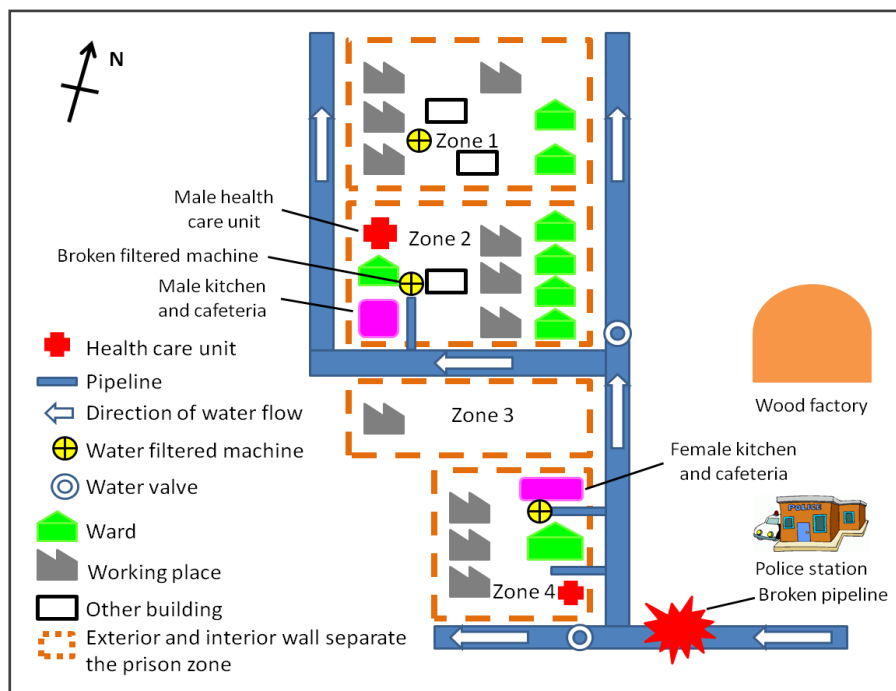 N
Zone 1
Male health
care unit
Zone 2
Broken filtered machine
Male kitchen
and cafeteria
Health care unit
Pipeline
Direction of water flow
Water filtered machine
Water valve
Ward
Working place
Other building
Exterior and interior wall separate
the prison zone
Zone 3
Wood factory
Female kitchen
and cafeteria
POLICE
Police station
Broken pipeline
Zone 4